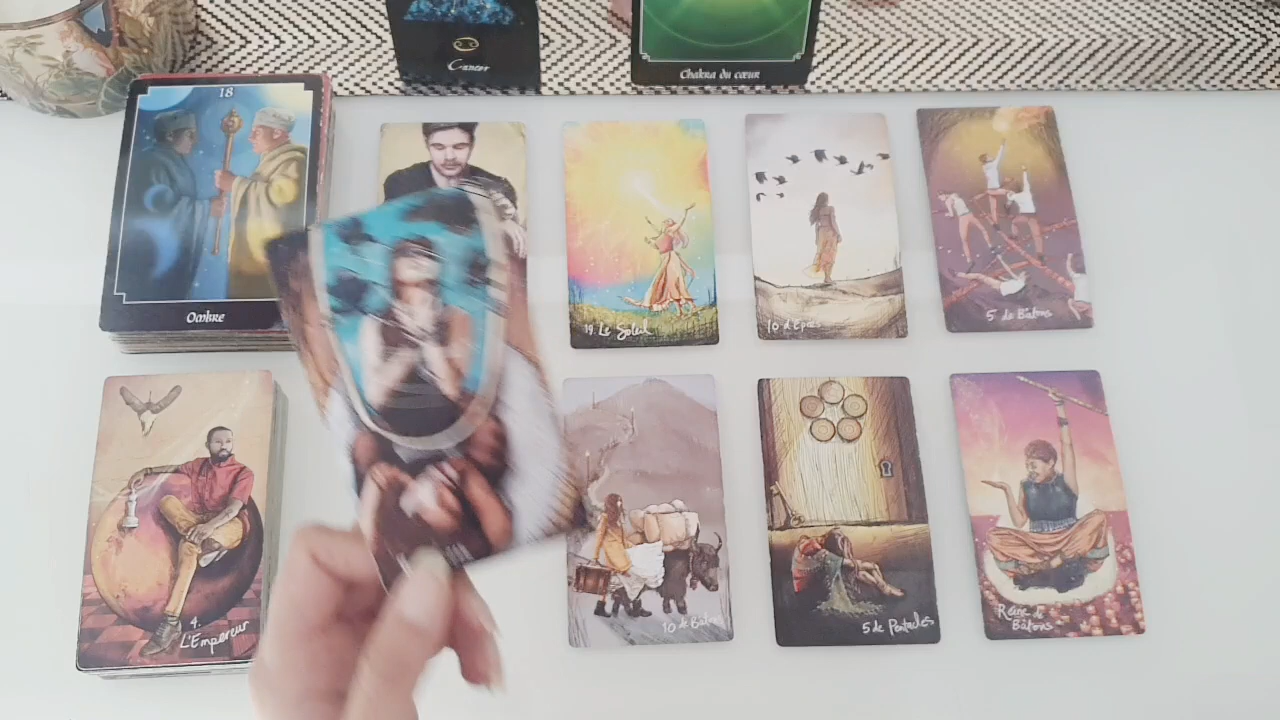 Cancer
Chakra du cœur
18
Ombre
19. Le Soleil
10 d'Épées
5 de Bâtons
4.
L'Empereur
10 de Bâtons
5 de Pentacles
Reine de
Bâtons